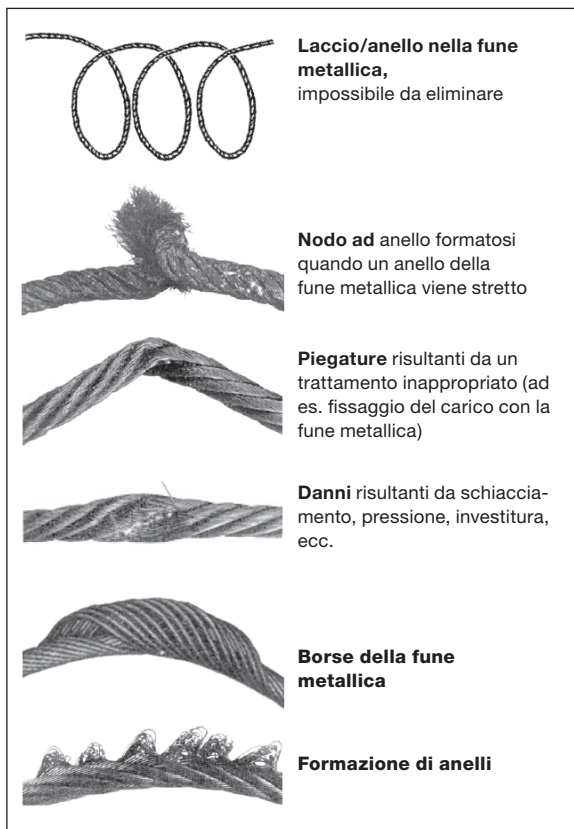 Laccio/anello nella fune
metallica,
impossibile da eliminare
Nodo ad anello formatosi
quando un anello della
fune metallica viene stretto
Piegature risultanti da un
trattamento inappropriato (ad
es. fissaggio del carico con la
fune metallica)
Danni risultanti da schiaccia-
mento, pressione, investitura,
ecc.
Borse della fune
metallica
Formazione di anelli